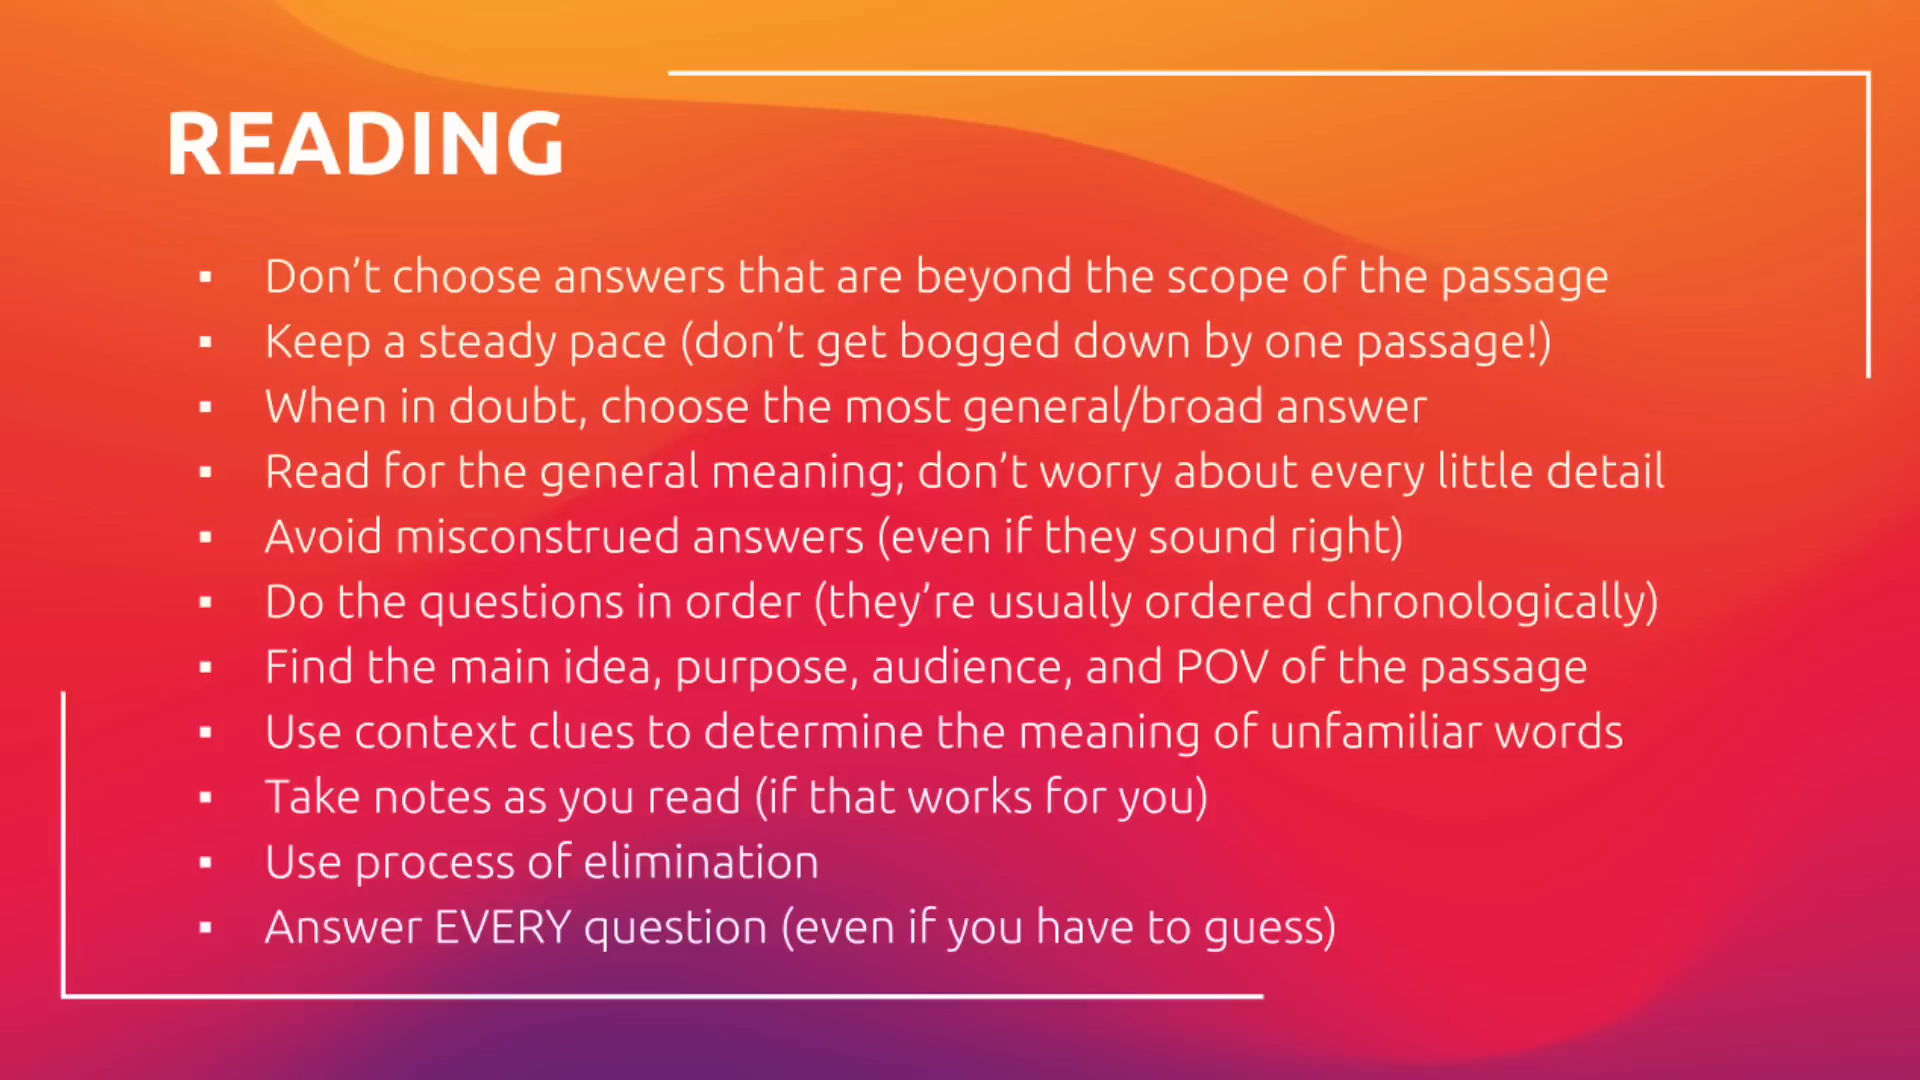 READING
▪ Don't choose answers that are beyond the scope of the passage
▪ Keep a steady pace (don't get bogged down by one passage!)
▪ When in doubt, choose the most general/broad answer
▪ Read for the general meaning; don't worry about every little detail
▪ Avoid misconstrued answers (even if they sound right)
▪ Do the questions in order (they're usually ordered chronologically)
▪ Find the main idea, purpose, audience, and POV of the passage
▪ Use context clues to determine the meaning of unfamiliar words
▪ Take notes as you read (if that works for you)
▪ Use process of elimination
▪ Answer EVERY question (even if you have to guess)